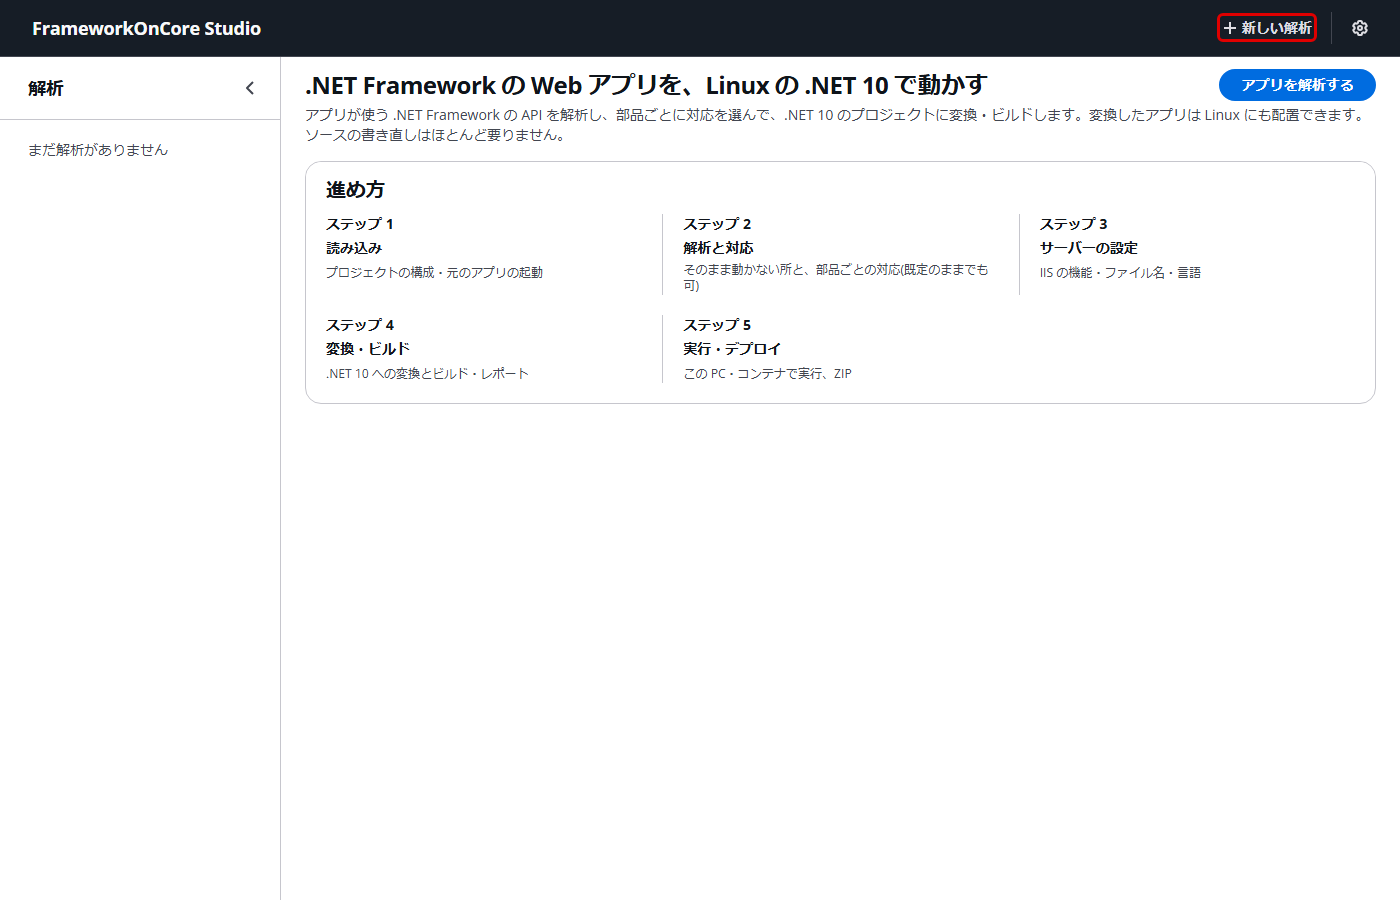 FrameworkOnCore Studio
+ 新しい解析
解析
まだ解析がありません
.NET Framework の Web アプリを、Linux の .NET 10 で動かす
アプリを解析する
アプリが使う .NET Framework の API を解析し、部品ごとに対応を選んで、.NET 10 のプロジェクトに変換・ビルドします。変換したアプリは Linux にも配置できます。
ソースの書き直しはほとんど要りません。
進め方
ステップ 1
読み込み
プロジェクトの構成・元のアプリの起動
ステップ 2
解析と対応
そのまま動かない所と、部品ごとの対応(既定のままでも
可)
ステップ 3
サーバーの設定
IIS の機能・ファイル名・言語
ステップ 4
変換・ビルド
.NET 10 への変換とビルド・レポート
ステップ 5
実行・デプロイ
この PC・コンテナで実行、ZIP